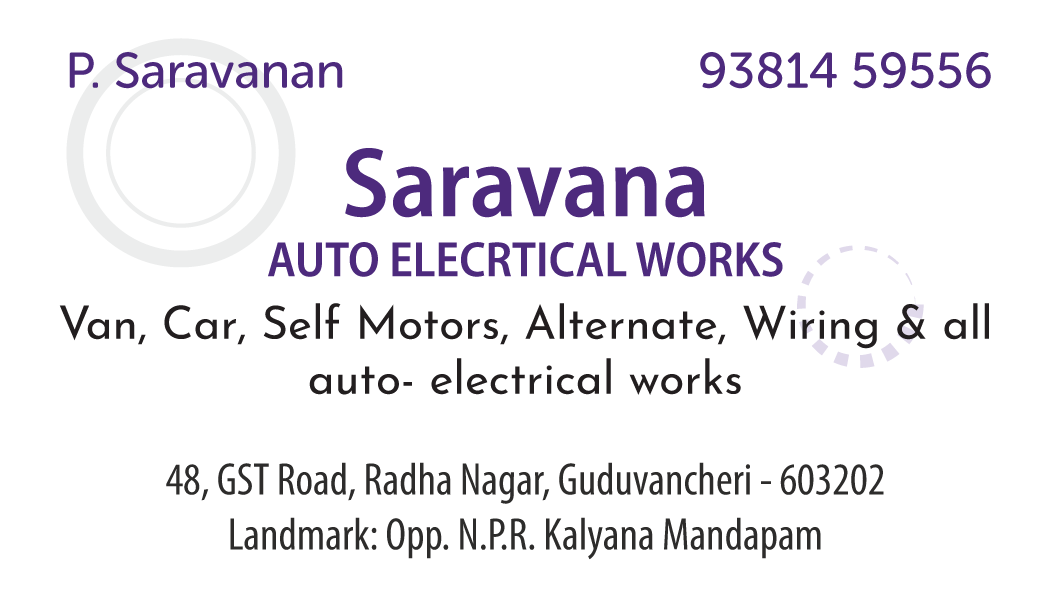 P. Saravanan
93814 59556
Saravana
AUTO ELECRTICAL WORKS
Van, Car, Self Motors, Alternate, Wiring & all
auto- electrical works
48, GST Road, Radha Nagar, Guduvancheri - 603202
Landmark: Opp. N.P.R. Kalyana Mandapam